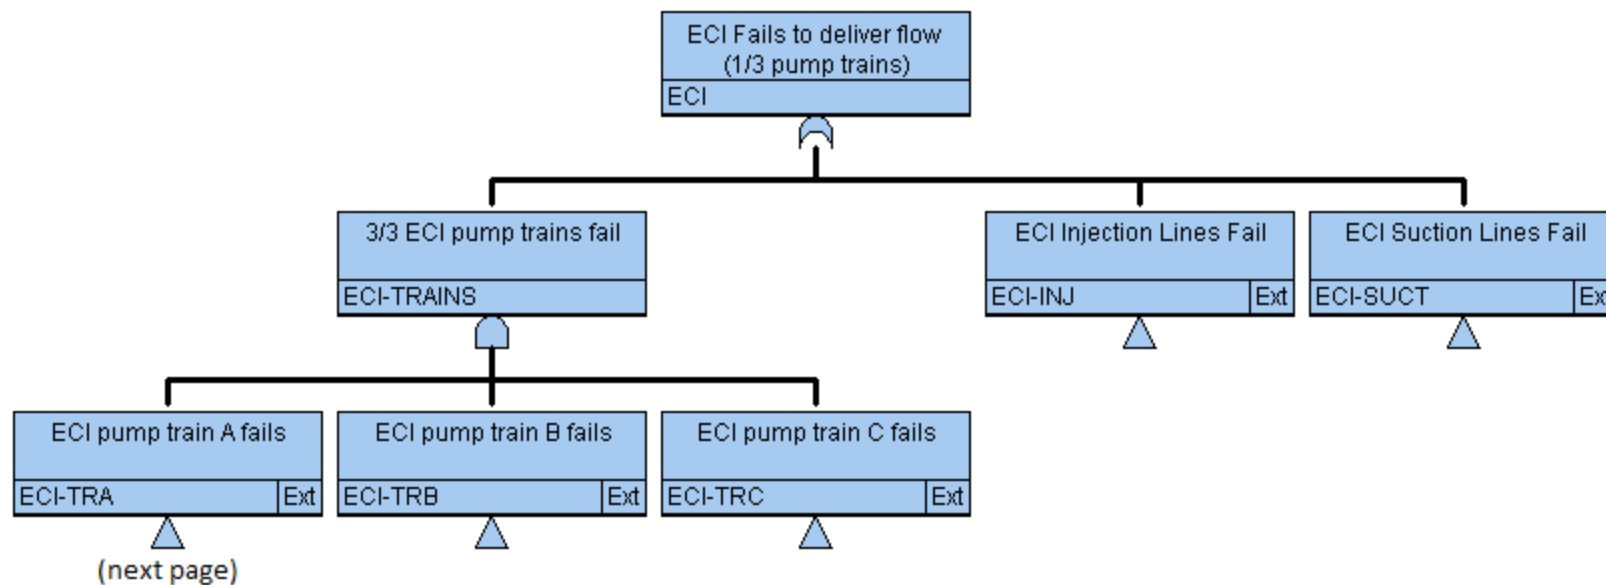 ECI Fails to deliver flow
(1/3 pump trains)
ECI
3/3 ECI pump trains fail
ECI-TRAINS
ECI Injection Lines Fail
ECI-INJ Ext
ECI Suction Lines Fail
ECI-SUCT Ex
ECI pump train A fails
ECI-TRA Ext
ECI pump train B fails
ECI-TRB Ext
ECI pump train C fails
ECI-TRC Ext
(next page)